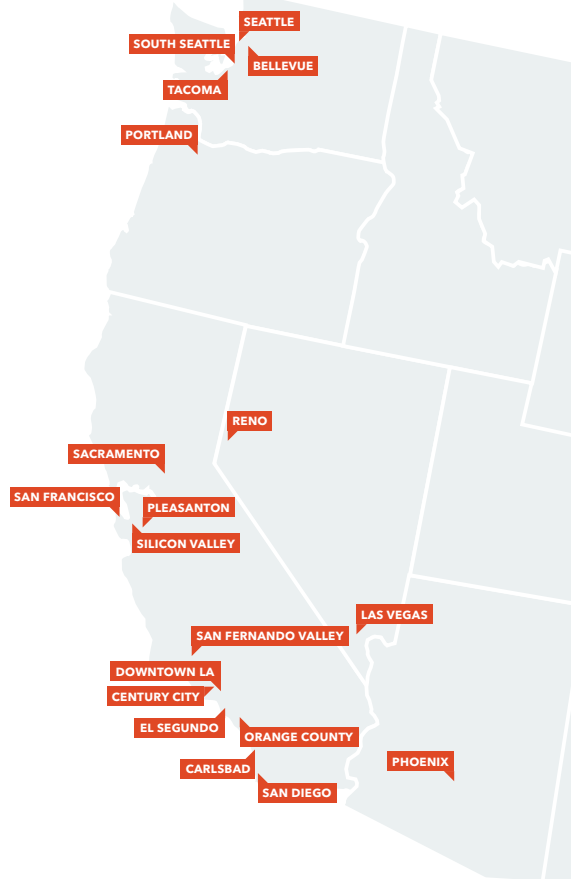 SEATTLE
SOUTH SEATTLE
BELLEVUE
TACOMA
PORTLAND
RENO
SACRAMENTO
SAN FRANCISCO
PLEASANTON
SILICON VALLEY
LAS VEGAS
SAN FERNANDO VALLEY
DOWNTOWN LA
CENTURY CITY
EL SEGUNDO
ORANGE COUNTY
PHOENIX
CARLSBAD
SAN DIEGO